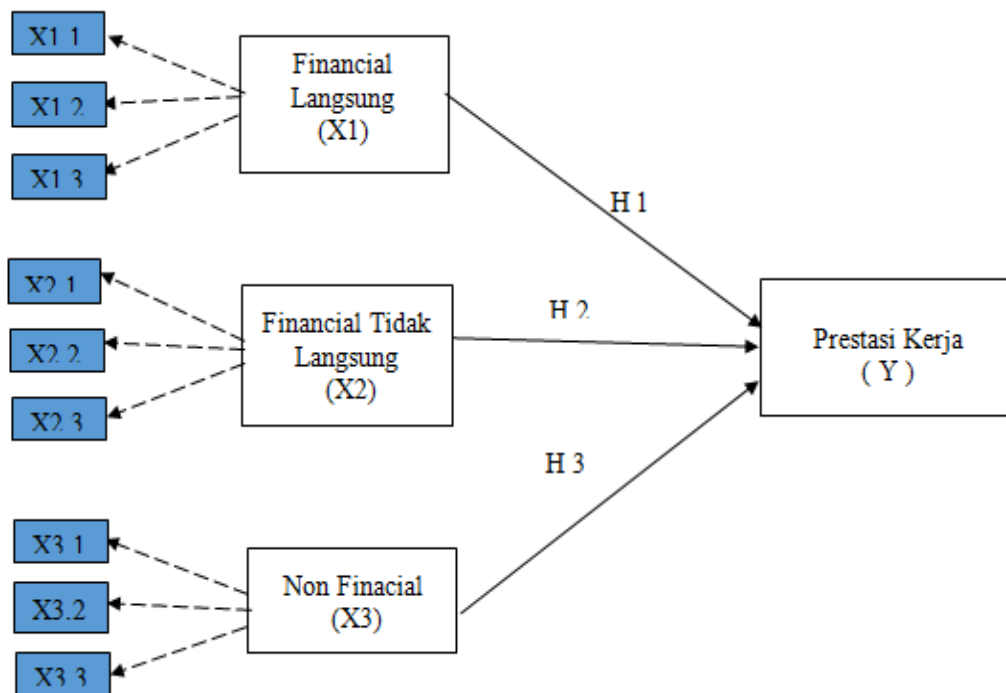 X1.1
X1.2
X1.3
Financial
Langsung
(X1)
H 1
X2.1
X2.2
X2.3
Financial Tidak
Langsung
(X2)
H 2
Prestasi Kerja
( Y )
H 3
X3.1
X3.2
X3.3
Non Finacial
(X3)